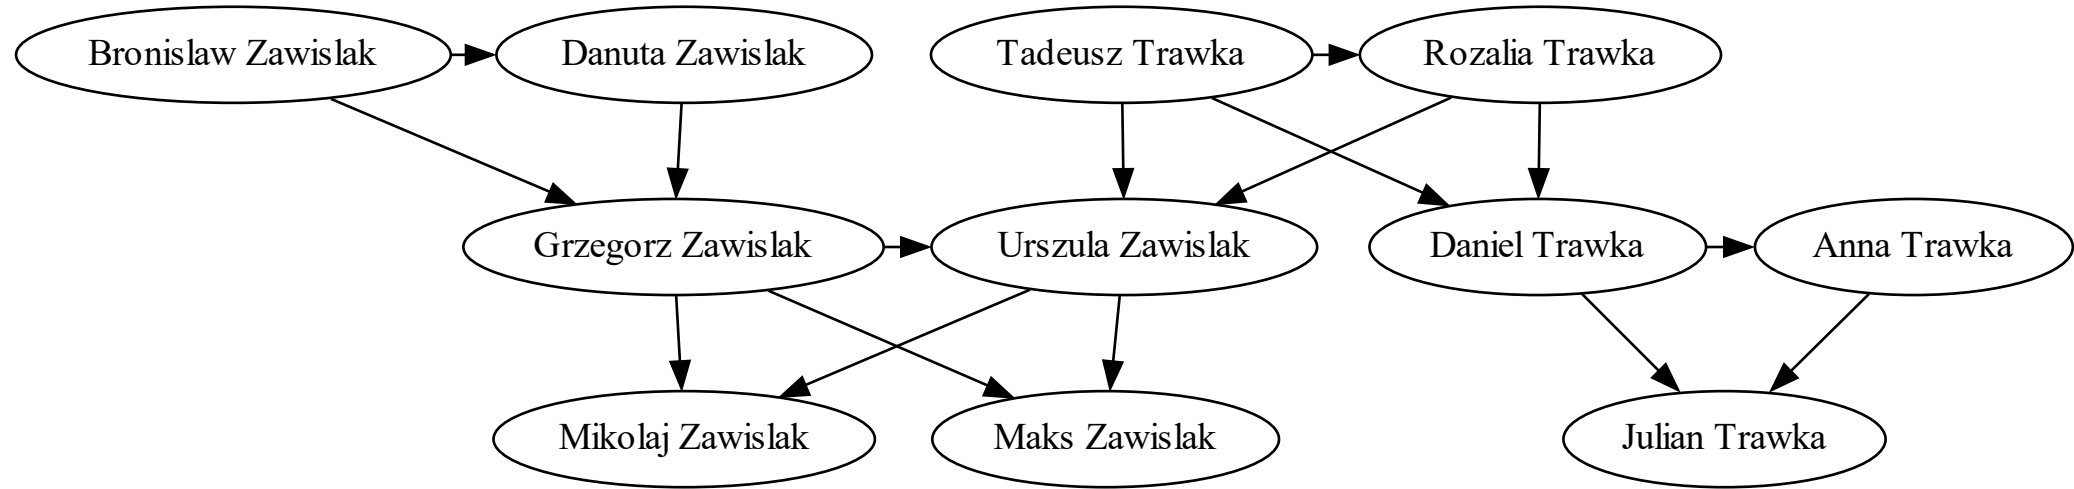 Bronislaw Zawislak
Danuta Zawislak
Tadeusz Trawka
Rozalia Trawka
Grzegorz Zawislak
Urszula Zawislak
Daniel Trawka
Anna Trawka
Mikolaj Zawislak
Maks Zawislak
Julian Trawka